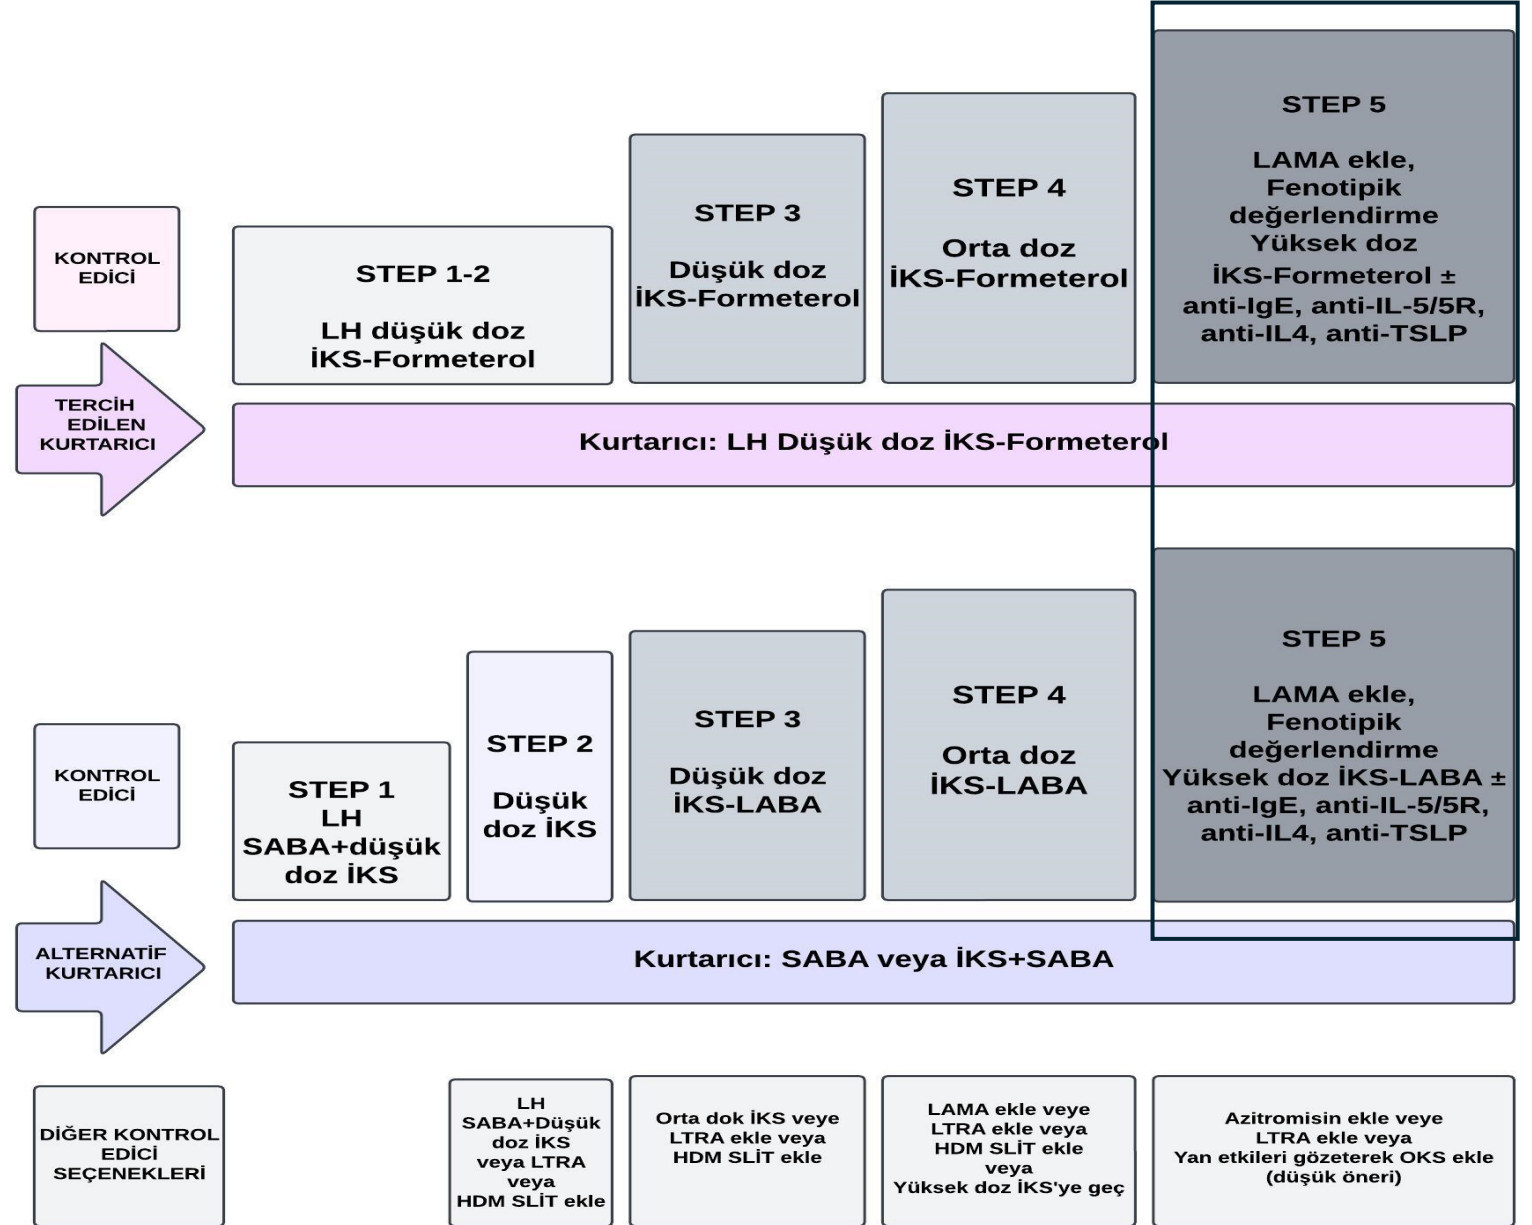 KONTROL
EDİCİ
STEP 1-2
LH düşük doz
İKS-Formeterol
STEP 3
Düşük doz
İKS-Formeterol
STEP 4
Orta doz
İKS-Formeterol
STEP 5
LAMA ekle,
Fenotipik
değerlendirme
Yüksek doz
İKS-Formeterol ±
anti-IgE, anti-IL-5/5R,
anti-IL4, anti-TSLP
TERCİH
EDİLEN
KURTARICI
Kurtarıcı: LH Düşük doz İKS-Formeterol
KONTROL
EDİCİ
STEP 1
LH
SABA+düşük
doz İKS
STEP 2
Düşük
doz İKS
STEP 3
Düşük doz
İKS-LABA
STEP 4
Orta doz
İKS-LABA
STEP 5
LAMA ekle,
Fenotipik
değerlendirme
Yüksek doz İKS-LABA ±
anti-IgE, anti-IL-5/5R,
anti-IL4, anti-TSLP
ALTERNATİF
KURTARICI
Kurtarıcı: SABA veya İKS+SABA
DİĞER KONTROL
EDİCİ
SEÇENEKLERİ
LH
SABA+Düşük
doz İKS
veya LTRA
veya
HDM SLİT ekle
Orta dok İKS veye
LTRA ekle veya
HDM SLİT ekle
LAMA ekle veye
LTRA ekle veya
HDM SLİT ekle
veya
Yüksek doz İKS'ye geç
Azitromisin ekle veye
LTRA ekle veya
Yan etkileri gözeterek OKS ekle
(düşük öneri)